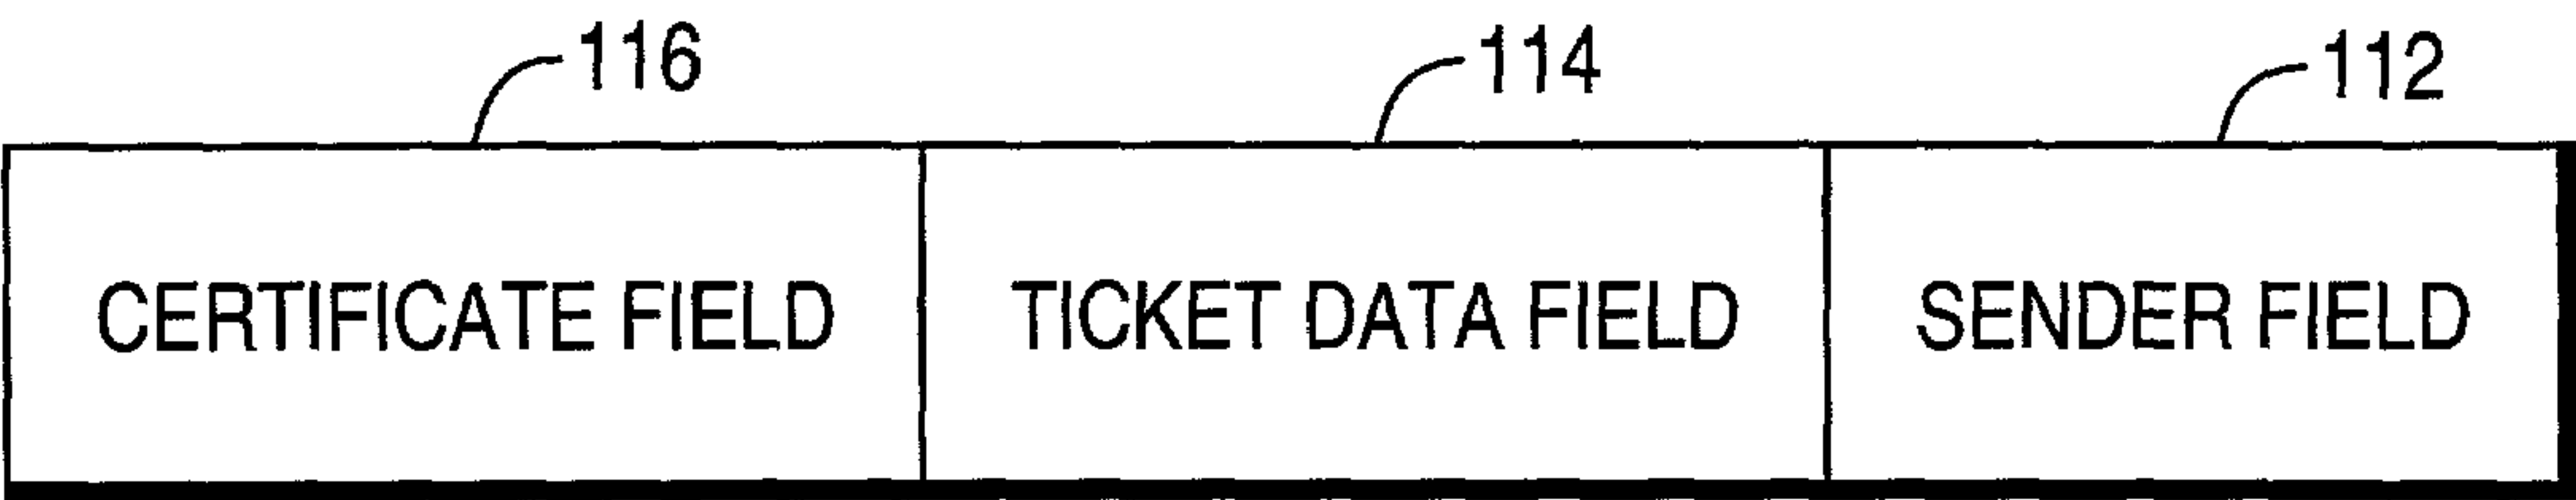 116 114 112
CERTIFICATE FIELD TICKET DATA FIELD SENDER FIELD